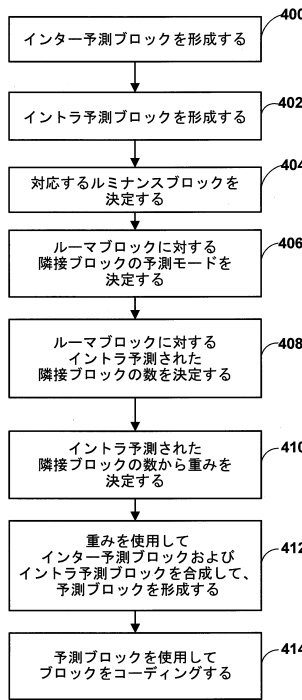 400
インター予測ブロックを形成する
402
イントラ予測ブロックを形成する
404
対応するルミナンスブロックを
決定する
406
ルーマブロックに対する
隣接ブロックの予測モードを
決定する
408
ルーマブロックに対する
イントラ予測された
隣接ブロックの数を決定する
410
イントラ予測された
隣接ブロックの数から重みを
決定する
412
重みを使用して
インター予測ブロックおよび
イントラ予測ブロックを合成して、
予測ブロックを形成する
414
予測ブロックを使用して
ブロックをコーディングする